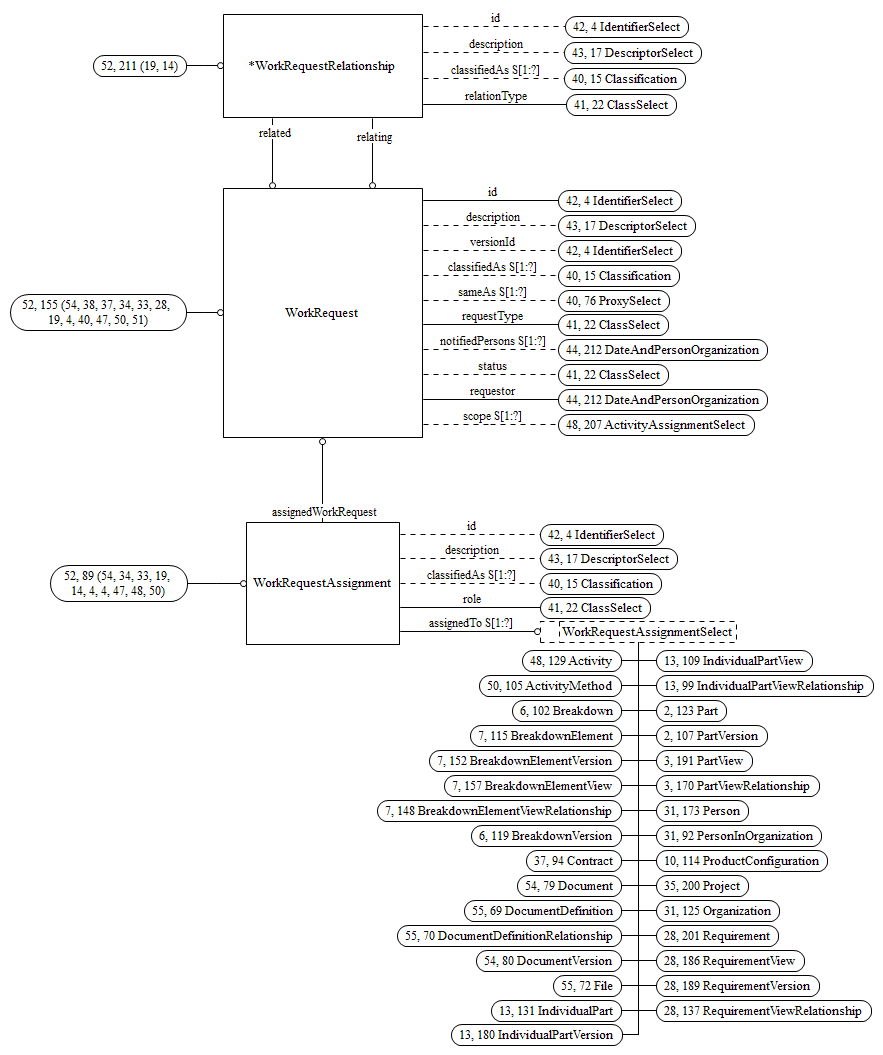 id
42, 4 IdentifierSelect
description
43, 17 DescriptorSelect
52, 211 (19, 14)
*WorkRequestRelationship
classifiedAs S[1:?]
40, 15 Classification
relationType
41, 22 ClassSelect
related
relating
id
42, 4 IdentifierSelect
description
43, 17 DescriptorSelect
versionId
42, 4 IdentifierSelect
classifiedAs S[1:?]
40, 15 Classification
sameAs S[1:?]
40, 76 ProxySelect
52, 155 (54, 38, 37, 34, 33, 28,
19, 4, 40, 47, 50, 51)
WorkRequest
requestType
41, 22 ClassSelect
notifiedPersons S[1:?]
44, 212 DateAndPersonOrganization
status
41, 22 ClassSelect
requestor
44, 212 DateAndPersonOrganization
scope S[1:?]
48, 207 ActivityAssignmentSelect
assignedWorkRequest
id
42, 4 IdentifierSelect
description
43, 17 DescriptorSelect
52, 89 (54, 34, 33, 19,
14, 4, 4, 47, 48, 50)
WorkRequestAssignment
classifiedAs S[1:?]
40, 15 Classification
role
41, 22 ClassSelect
assignedTo S[1:?]
WorkRequestAssignmentSelect
48, 129 Activity
13, 109 IndividualPartView
50, 105 ActivityMethod
13, 99 IndividualPartViewRelationship
6, 102 Breakdown
2, 123 Part
7, 115 BreakdownElement
2, 107 PartVersion
7, 152 BreakdownElementVersion
3, 191 PartView
7, 157 BreakdownElementView
3, 170 PartViewRelationship
7, 148 BreakdownElementViewRelationship
31, 173 Person
6, 119 BreakdownVersion
31, 92 PersonInOrganization
37, 94 Contract
10, 114 ProductConfiguration
54, 79 Document
35, 200 Project
55, 69 DocumentDefinition
31, 125 Organization
55, 70 DocumentDefinitionRelationship
28, 201 Requirement
54, 80 DocumentVersion
28, 186 RequirementView
55, 72 File
28, 189 RequirementVersion
13, 131 IndividualPart
28, 137 RequirementViewRelationship
13, 180 IndividualPartVersion